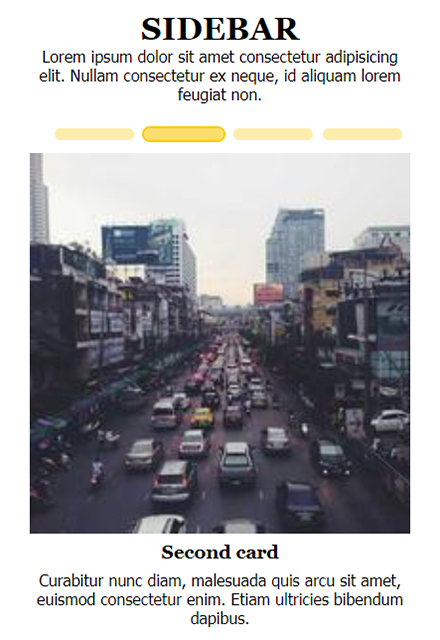 SIDEBAR
Lorem ipsum dolor sit amet consectetur adipisicing
elit. Nullam consectetur ex neque, id aliquam lorem
feugiat non.
Second card
Curabitur nunc diam, malesuada quis arcu sit amet,
euismod consectetur enim. Etiam ultricies bibendum
dapibus.